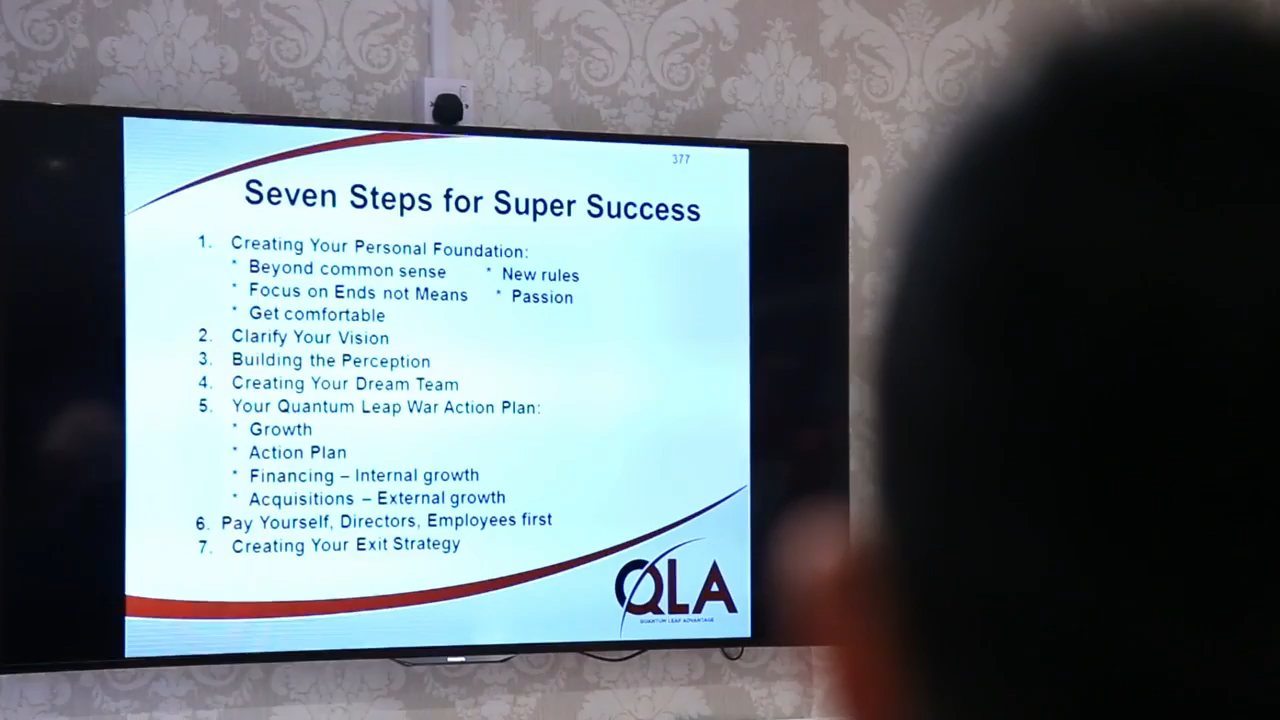 377
Seven Steps for Super Success
1. Creating Your Personal Foundation:
* Beyond common sense * New rules
* Focus on Ends not Means * Passion
* Get comfortable
2. Clarify Your Vision
3. Building the Perception
4. Creating Your Dream Team
5. Your Quantum Leap War Action Plan:
* Growth
* Action Plan
* Financing – Internal growth
* Acquisitions – External growth
6. Pay Yourself, Directors, Employees first
7. Creating Your Exit Strategy
QLA
QUANTUM LEAP ADVANTAGE